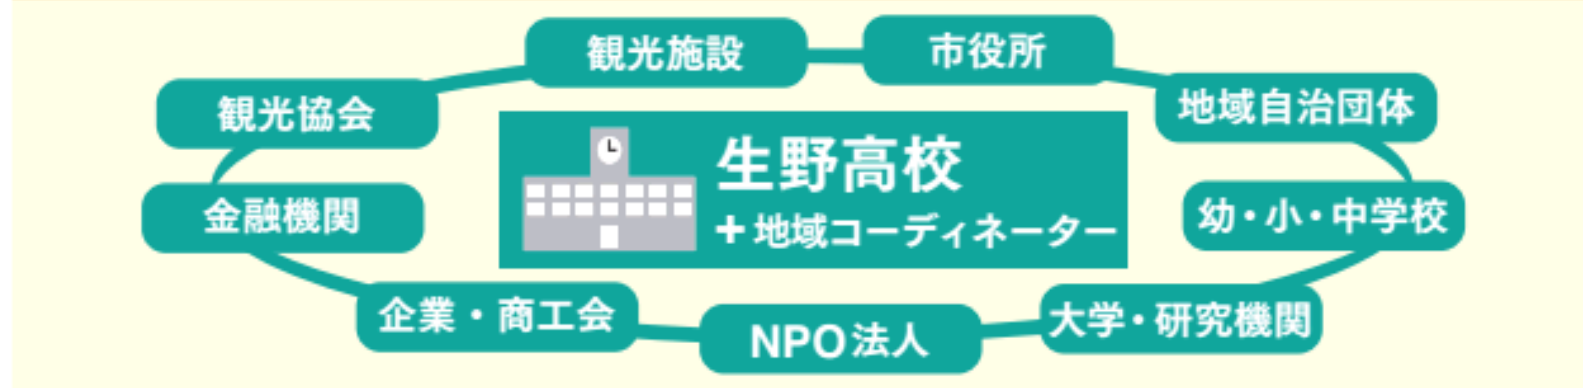 観光施設
市役所
観光協会
地域自治団体
生野高校
+地域コーディネーター
金融機関
幼・小・中学校
企業・商工会
NPO法人
大学・研究機関